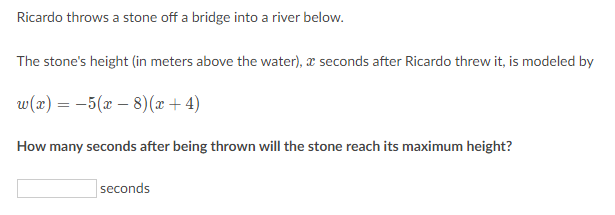 Ricardo throws a stone off a bridge into a river below.
The stone's height (in meters above the water), x seconds after Ricardo threw it, is modeled by
w(x) = −5(x − 8)(x + 4)
How many seconds after being thrown will the stone reach its maximum height?
seconds